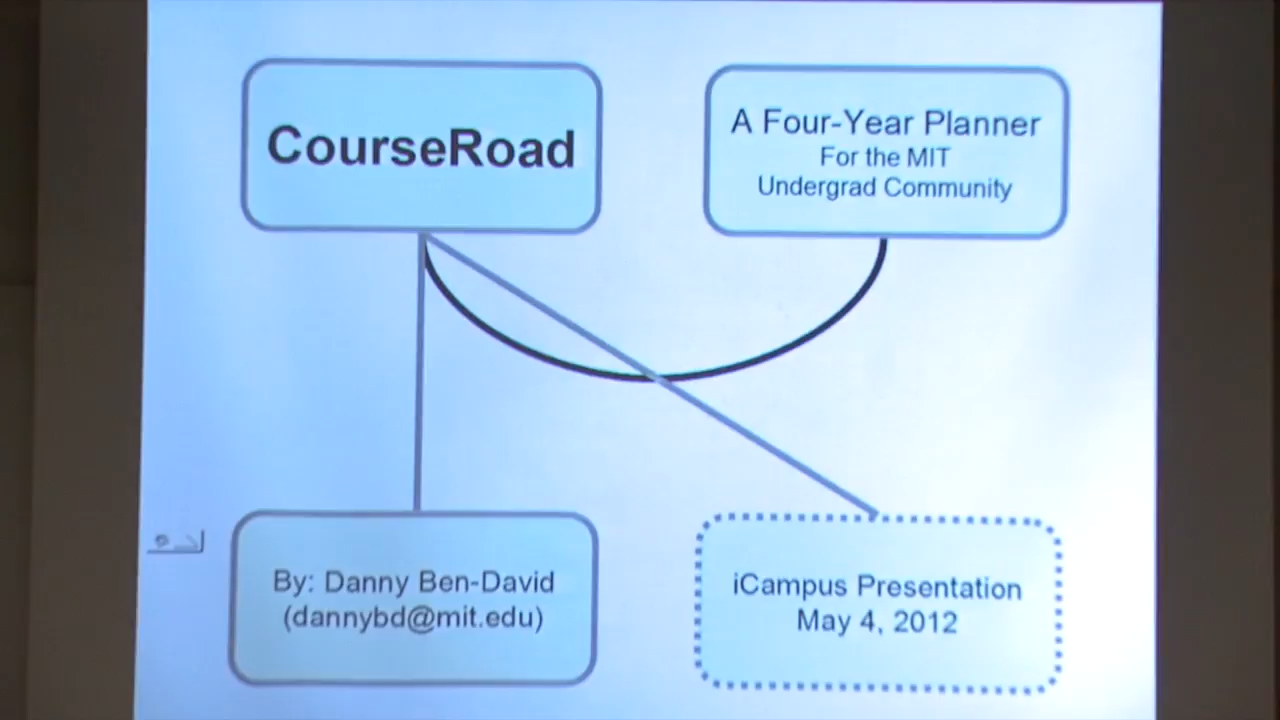 CourseRoad
A Four-Year Planner
For the MIT
Undergrad Community
By: Danny Ben-David
(dannybd@mit.edu)
iCampus Presentation
May 4, 2012